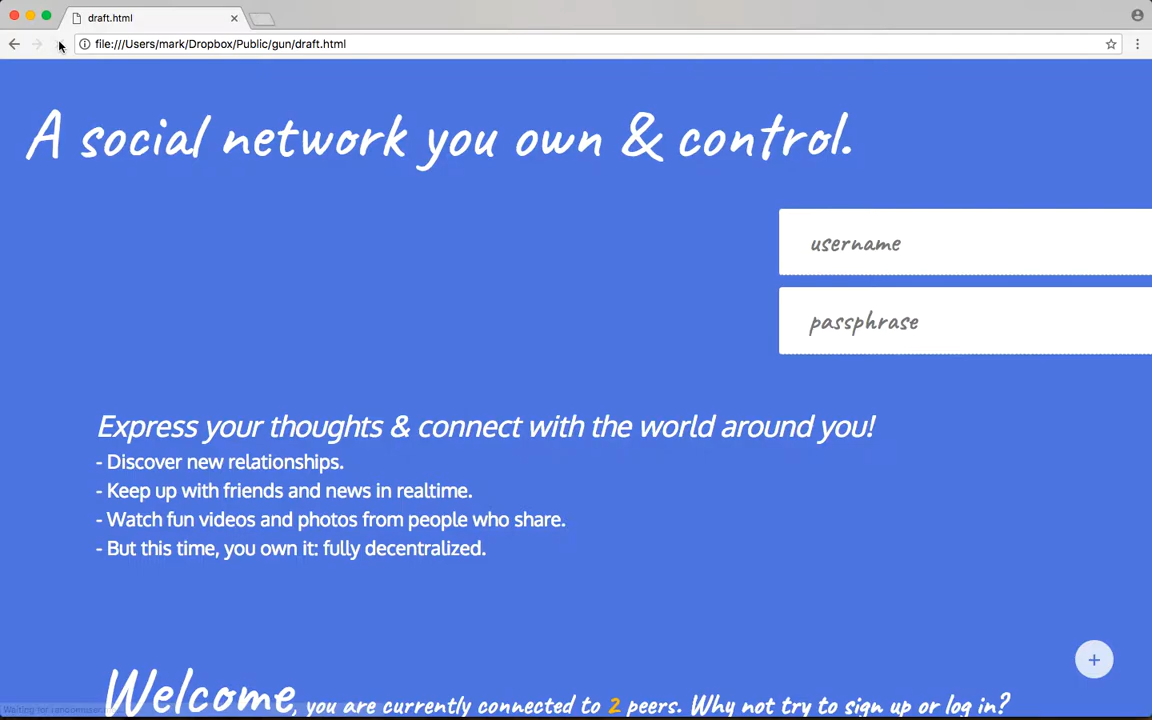 draft.html
file:///Users/mark/Dropbox/Public/gun/draft.html
A social network you own & control.
username
passphrase
Express your thoughts & connect with the world around you!
- Discover new relationships.
- Keep up with friends and news in realtime.
- Watch fun videos and photos from people who share.
- But this time, you own it: fully decentralized.
+
Welcome, you are currently connected to 2 peers. Why not try to sign up or log in?
Waiting for